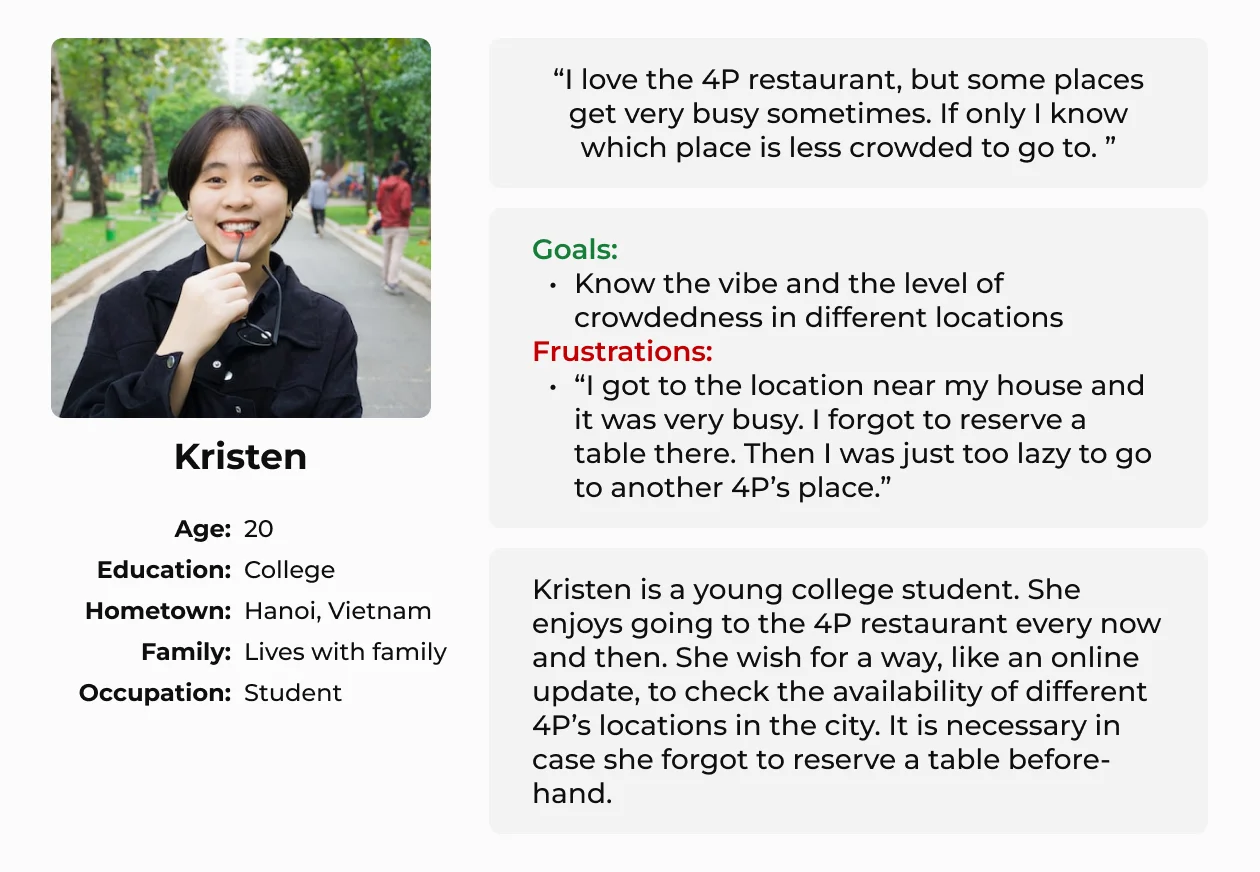 “I love the 4P restaurant, but some places
get very busy sometimes. If only I know
which place is less crowded to go to. ”
Goals:
• Know the vibe and the level of
crowdedness in different locations
Frustrations:
• “I got to the location near my house and
it was very busy. I forgot to reserve a
table there. Then I was just too lazy to go
to another 4P’s place.”
Kristen
Age: 20
Education: College
Hometown: Hanoi, Vietnam
Family: Lives with family
Occupation: Student
Kristen is a young college student. She
enjoys going to the 4P restaurant every now
and then. She wish for a way, like an online
update, to check the availability of different
4P’s locations in the city. It is necessary in
case she forgot to reserve a table before-
hand.